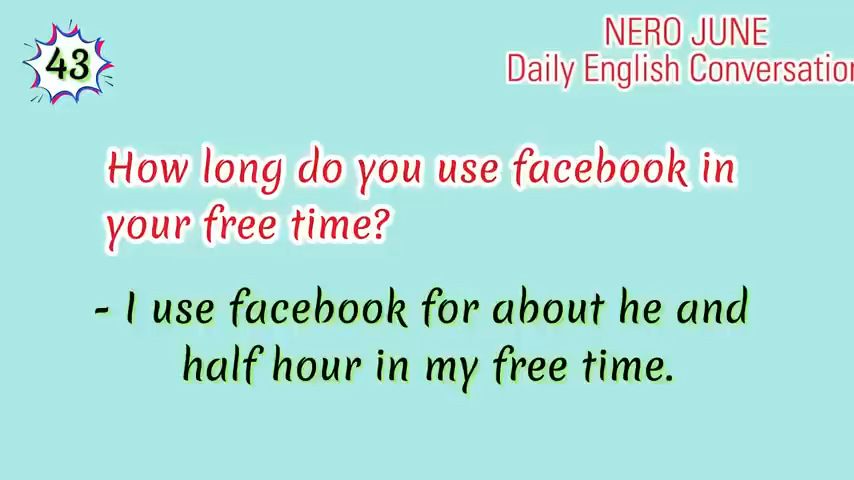 43
NERO JUNE
Daily English Conversation
How long do you use facebook in
your free time?
- I use facebook for about he and
half hour in my free time.